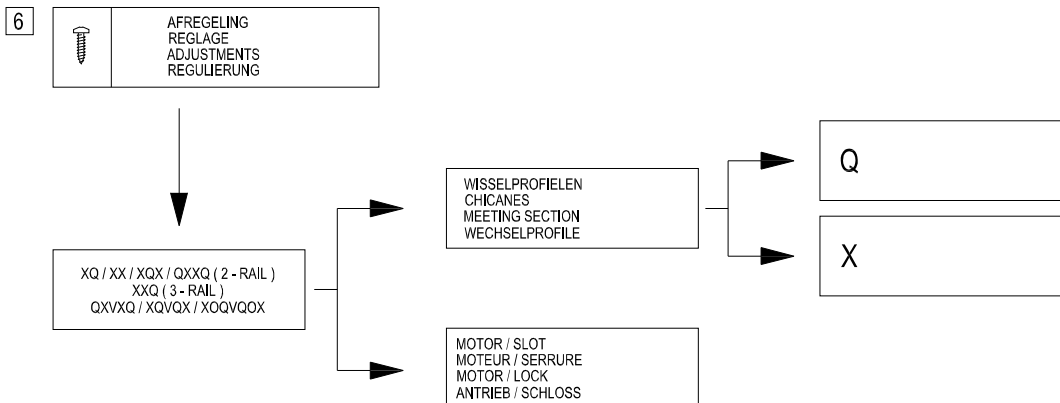 6
AFREGELING
REGLAGE
ADJUSTMENTS
REGULIERUNG
XQ / XX / XQX / QXXQ ( 2 - RAIL )
XXQ ( 3 - RAIL )
QXVXQ / XQVQX / XOQVQOX
WISSELPROFIELEN
CHICANES
MEETING SECTION
WECHSELPROFILE
Q
X
MOTOR / SLOT
MOTEUR / SERRURE
MOTOR / LOCK
ANTRIEB / SCHLOSS